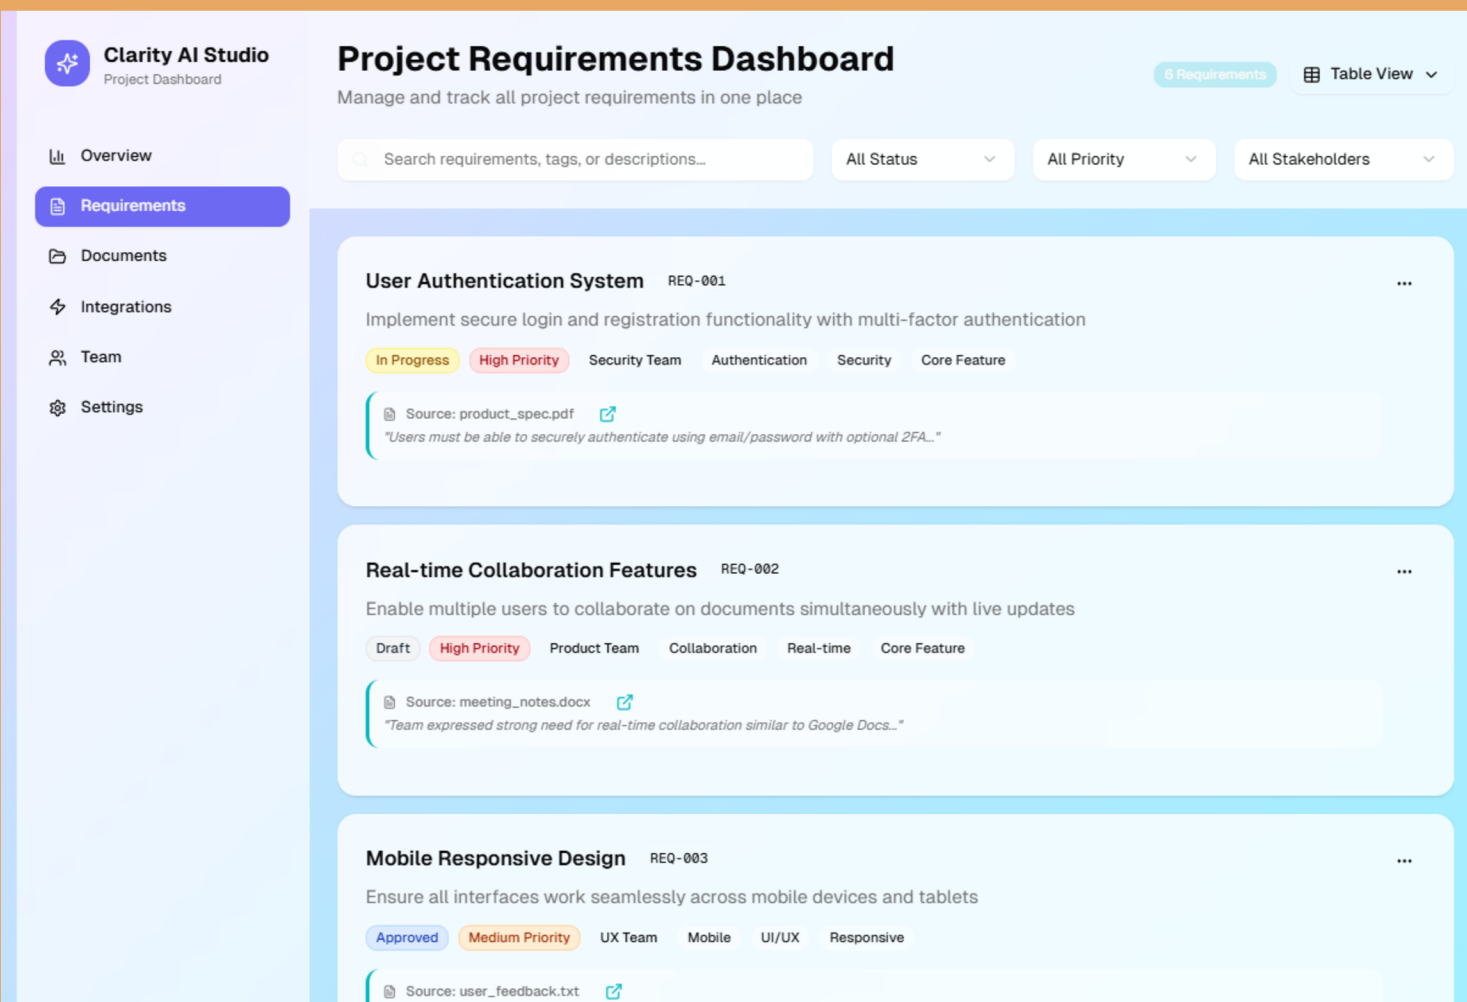 Clarity AI Studio
Project Dashboard
Overview
Requirements
Documents
Integrations
Team
Settings
Project Requirements Dashboard
Manage and track all project requirements in one place
6 Requirements
Table View
Search requirements, tags, or descriptions...
All Status
All Priority
All Stakeholders
User Authentication System REQ-001
Implement secure login and registration functionality with multi-factor authentication
In Progress High Priority Security Team Authentication Security Core Feature
Source: product_spec.pdf
"Users must be able to securely authenticate using email/password with optional 2FA..."
Real-time Collaboration Features REQ-002
Enable multiple users to collaborate on documents simultaneously with live updates
Draft High Priority Product Team Collaboration Real-time Core Feature
Source: meeting_notes.docx
"Team expressed strong need for real-time collaboration similar to Google Docs..."
Mobile Responsive Design REQ-003
Ensure all interfaces work seamlessly across mobile devices and tablets
Approved Medium Priority UX Team Mobile UI/UX Responsive
Source: user_feedback.txt